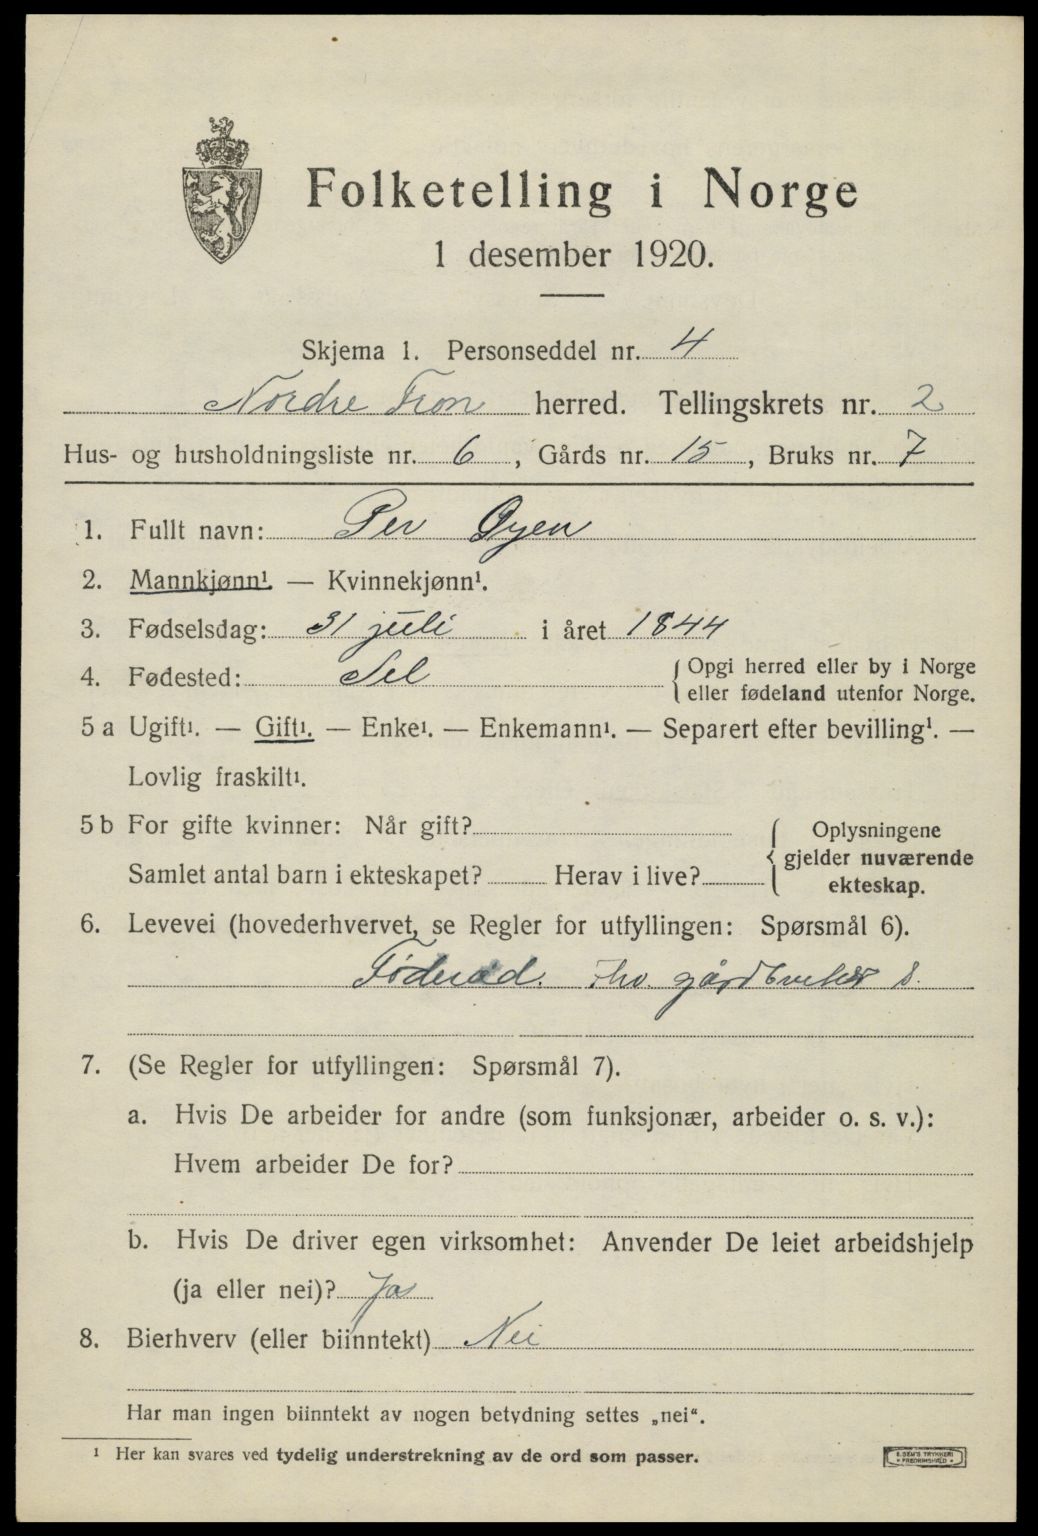 Folketelling i Norge
1 desember 1920.
Skjema 1. Personseddel nr. 4
Nordre Fron herred. Tellingskrets nr. 2
Hus- og husholdningsliste nr. 6, Gårds nr. 15, Bruks nr. 7
1. Fullt navn: Per Øyen
2. Mannkjønn¹. — Kvinnekjønn¹.
3. Fødselsdag: 31 juli i året 1844
4. Fødested: Sel { Opgi herred eller by i Norge
eller fødeland utenfor Norge.
5 a Ugift¹. — Gift¹. — Enke¹. — Enkemann¹. — Separert efter bevilling¹. —
Lovlig fraskilt¹.
5 b For gifte kvinner: Når gift?
Samlet antal barn i ekteskapet? Herav i live?
{ Oplysningene
gjelder nuværende
ekteskap.
6. Levevei (hovederhvervet, se Regler for utfyllingen: Spørsmål 6).
Föderåd. fhv. gårdbruker s.
7. (Se Regler for utfyllingen: Spørsmål 7).
a. Hvis De arbeider for andre (som funksjonær, arbeider o. s. v.):
Hvem arbeider De for?
b. Hvis De driver egen virksomhet: Anvender De leiet arbeidshjelp
(ja eller nei)? Ja
8. Bierhverv (eller biinntekt) Nei
Har man ingen biinntekt av nogen betydning settes „nei“.
¹ Her kan svares ved tydelig understrekning av de ord som passer.
E. SEM'S TRYKKERI
FREDRIKSHALD